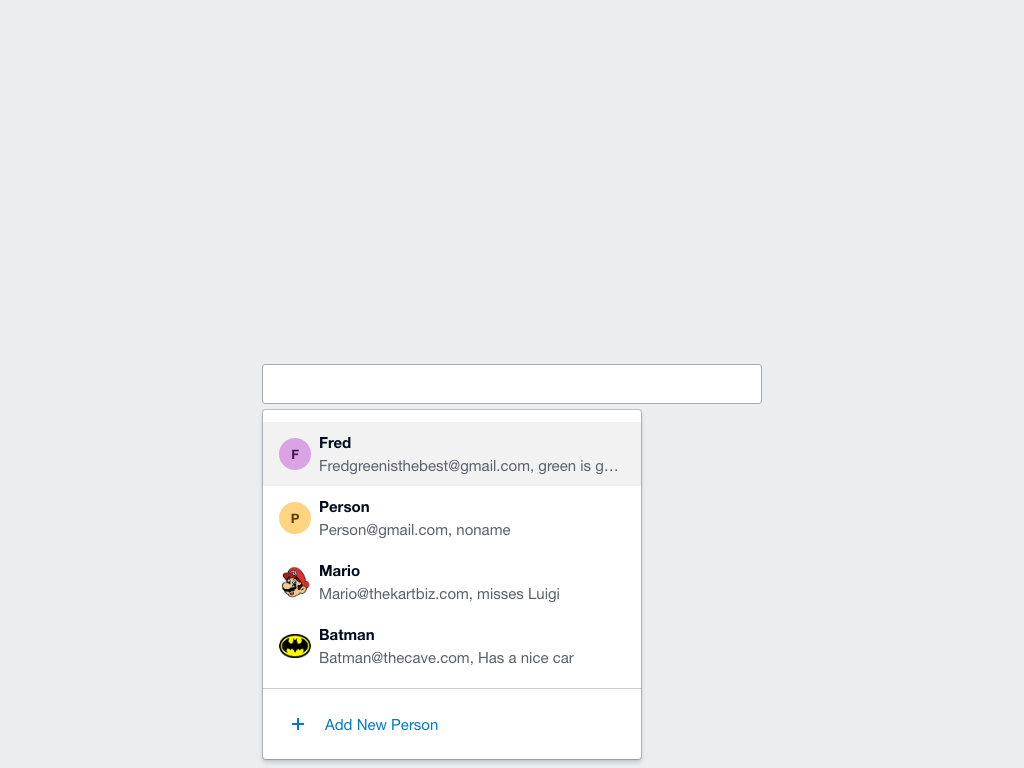 F
Fred
Fredgreenisthebest@gmail.com, green is g…
P
Person
Person@gmail.com, noname
Mario
Mario@thekartbiz.com, misses Luigi
Batman
Batman@thecave.com, Has a nice car
+ Add New Person